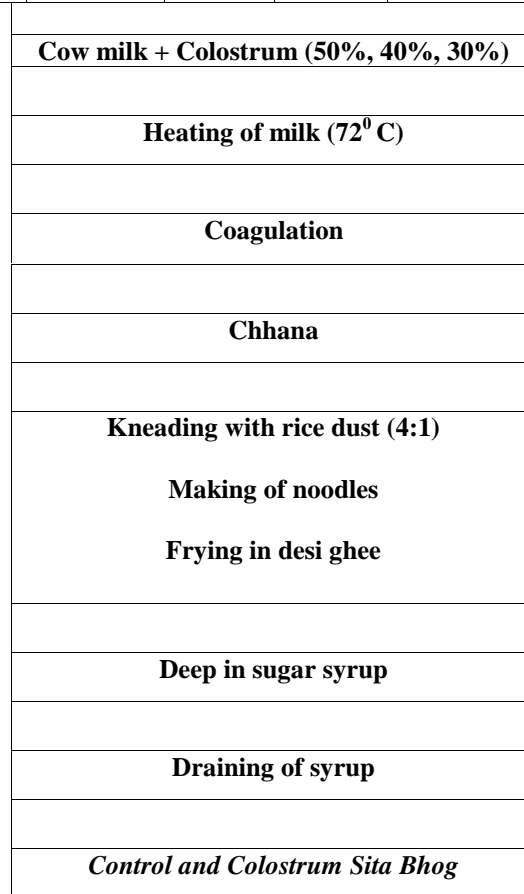 Cow milk + Colostrum (50%, 40%, 30%)
Heating of milk (72⁰ C)
Coagulation
Chhana
Kneading with rice dust (4:1)
Making of noodles
Frying in desi ghee
Deep in sugar syrup
Draining of syrup
Control and Colostrum Sita Bhog